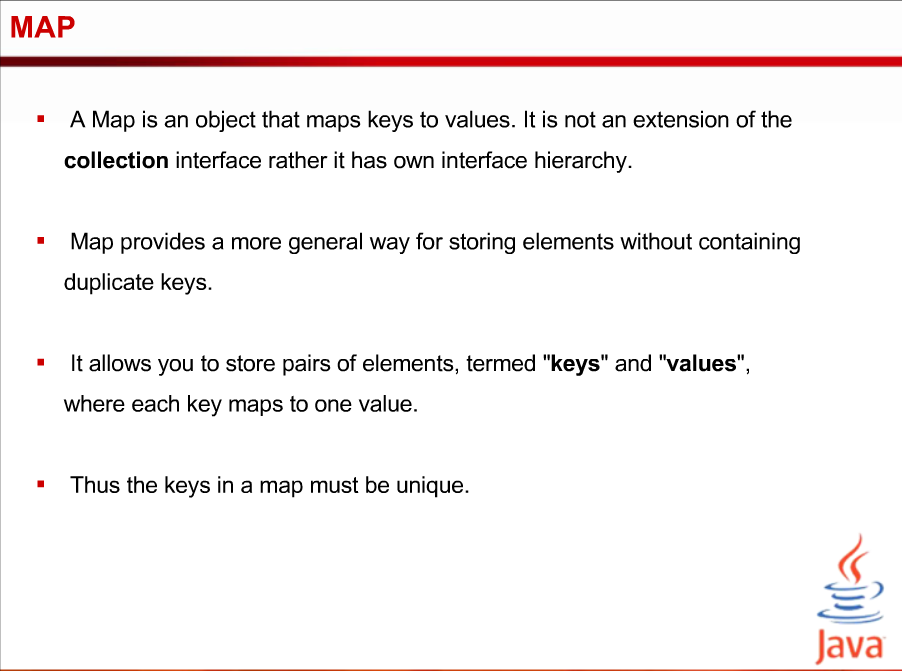 MAP
▪ A Map is an object that maps keys to values. It is not an extension of the
collection interface rather it has own interface hierarchy.
▪ Map provides a more general way for storing elements without containing
duplicate keys.
▪ It allows you to store pairs of elements, termed "keys" and "values",
where each key maps to one value.
▪ Thus the keys in a map must be unique.
Java